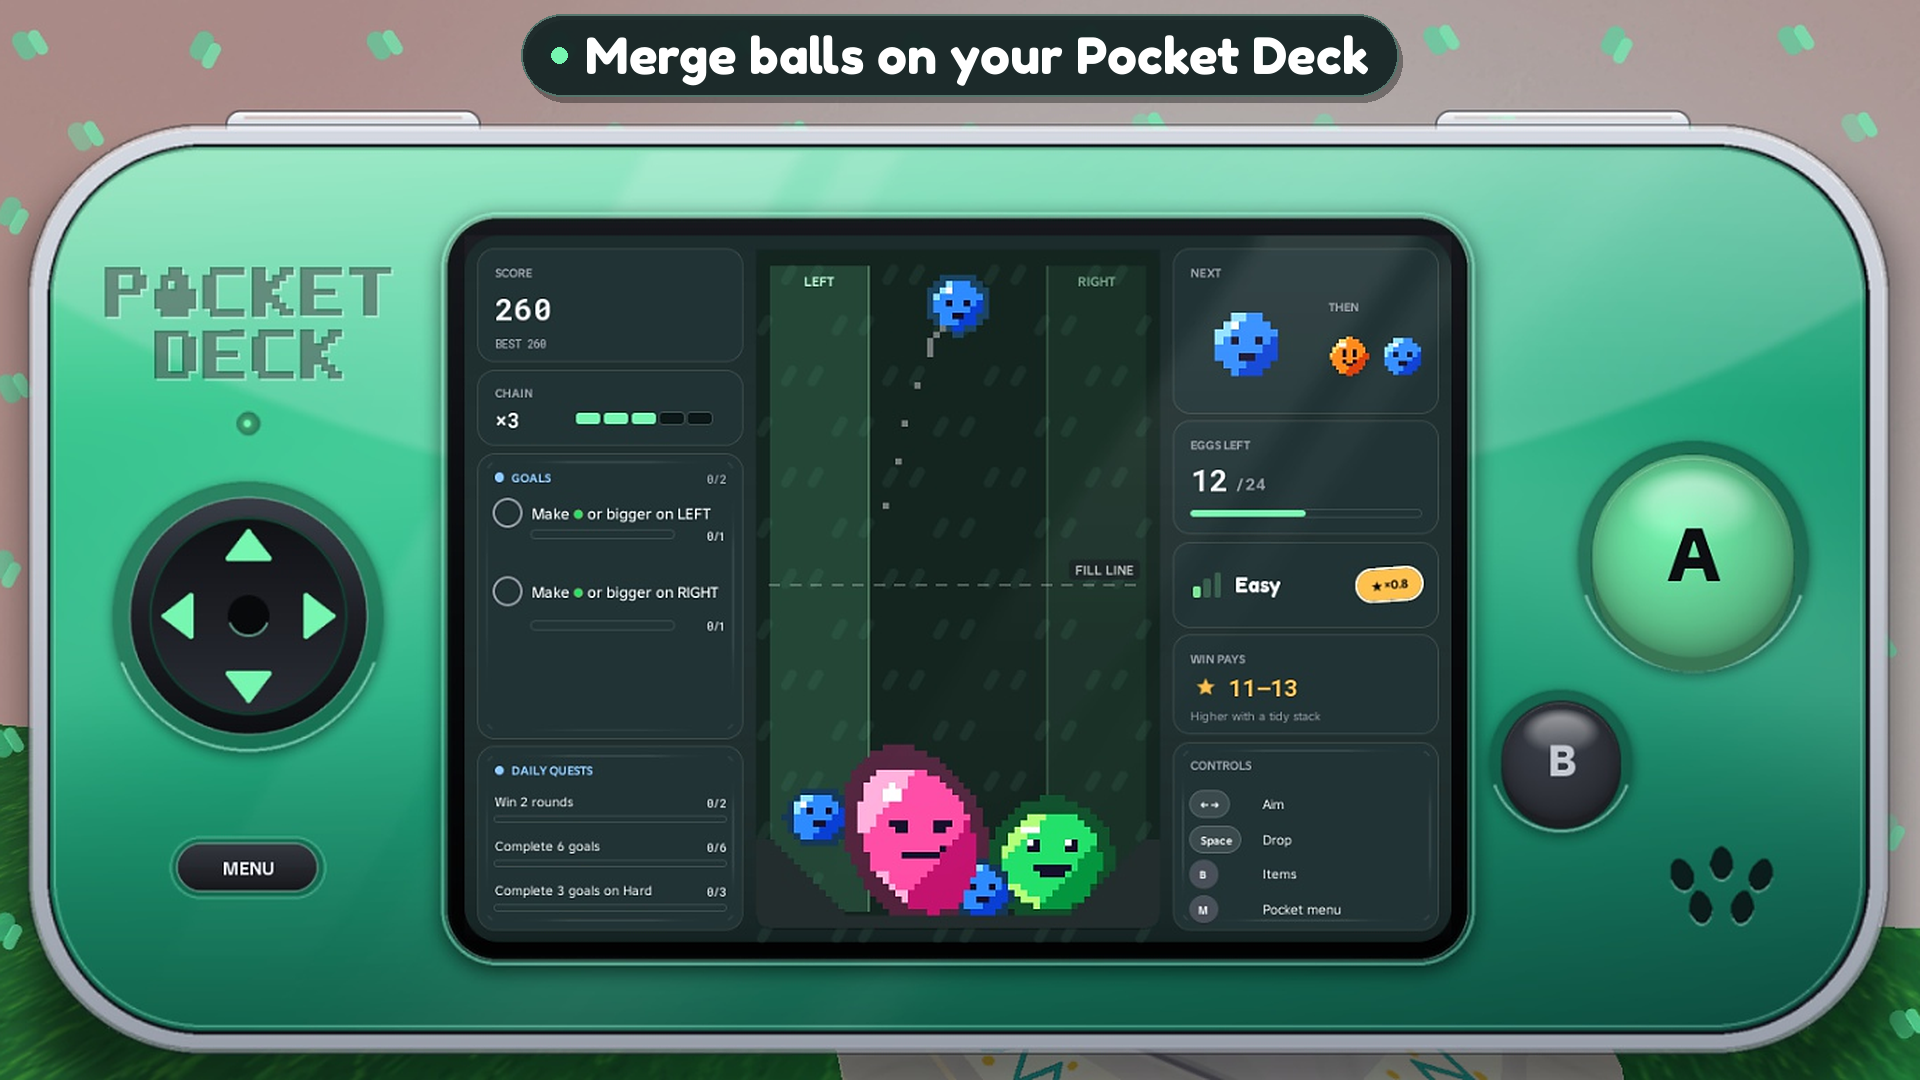 Merge balls on your Pocket Deck
POCKET
DECK
MENU
SCORE
260
BEST 260
CHAIN
×3
GOALS 0/2
Make or bigger on LEFT
0/1
Make or bigger on RIGHT
0/1
DAILY QUESTS
Win 2 rounds 0/2
Complete 6 goals 0/6
Complete 3 goals on Hard 0/3
LEFT
RIGHT
FILL LINE
NEXT
THEN
EGGS LEFT
12 /24
Easy ★×0.8
WIN PAYS
★ 11–13
Higher with a tidy stack
CONTROLS
←→ Aim
Space Drop
B Items
M Pocket menu
A
B